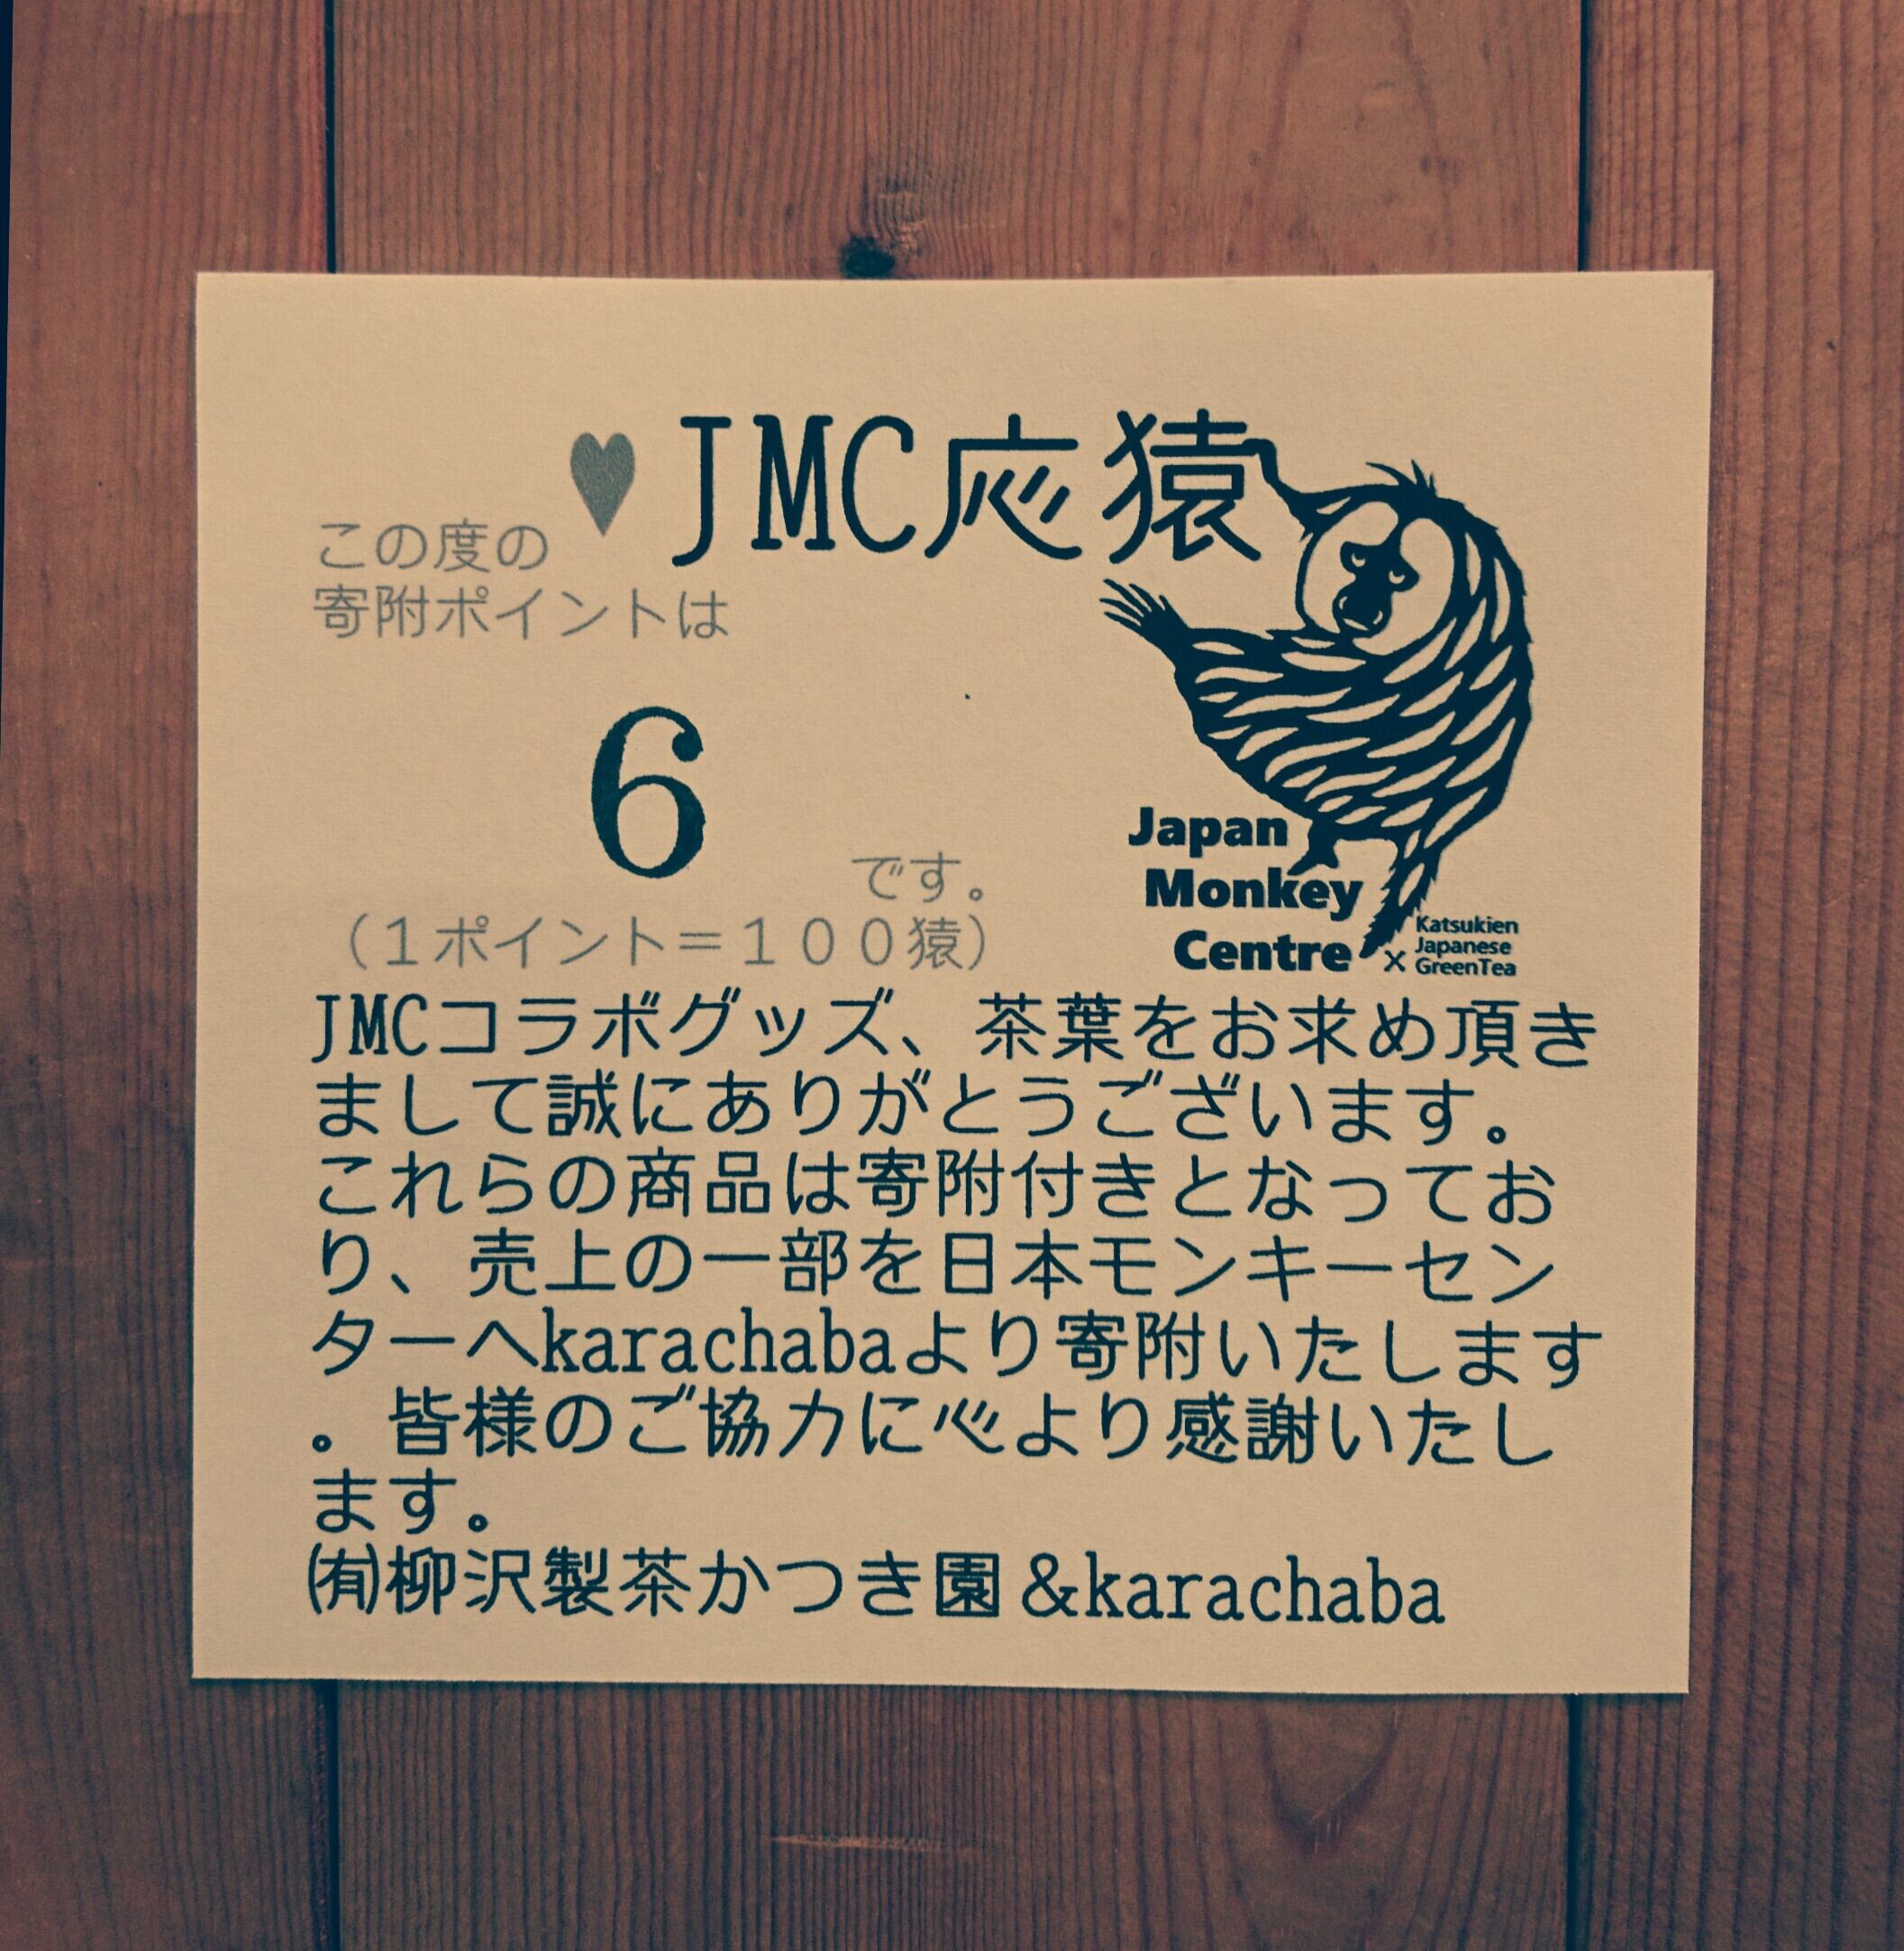 ♥JMC応猿
この度の
寄附ポイントは
6
です。
（１ポイント＝１００猿）
Japan
Monkey
Centre
×
Katsukien
Japanese
GreenTea
JMCコラボグッズ、茶葉をお求め頂き
まして誠にありがとうございます。
これらの商品は寄附付きとなってお
り、売上の一部を日本モンキーセン
ターへkarachabaより寄附いたします
。皆様のご協力に心より感謝いたし
ます。
㈲柳沢製茶かつき園&karachaba